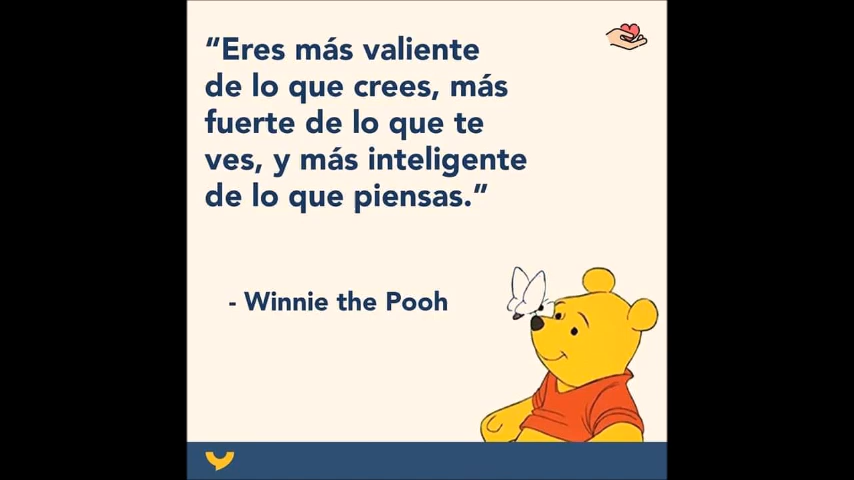 “Eres más valiente
de lo que crees, más
fuerte de lo que te
ves, y más inteligente
de lo que piensas.”
- Winnie the Pooh